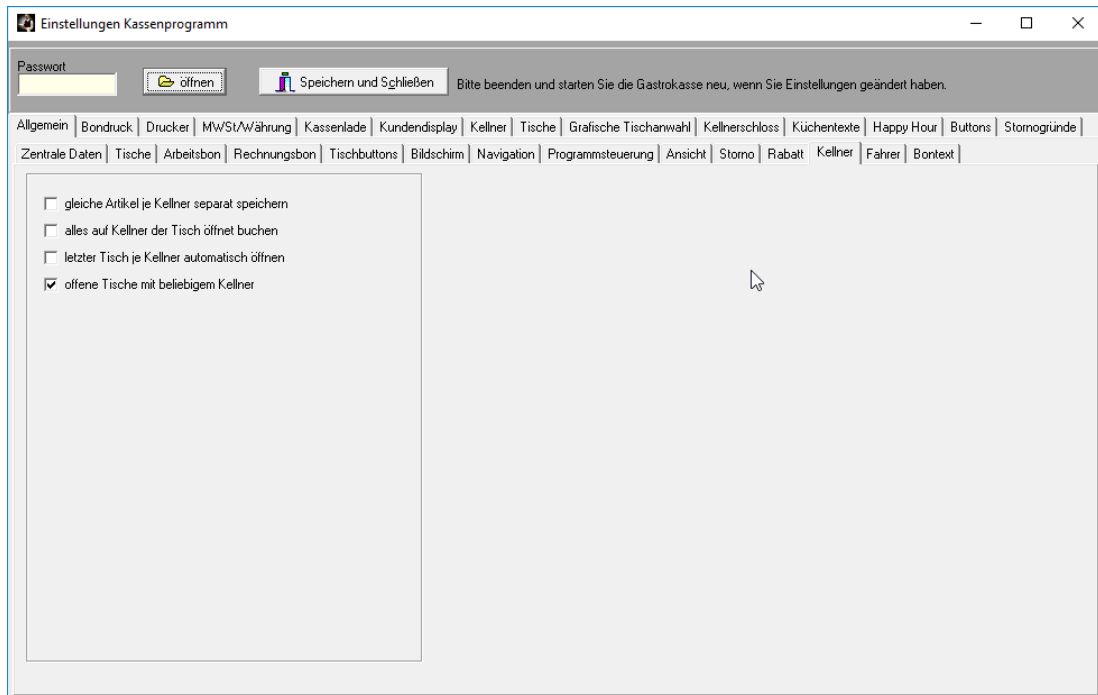 Einstellungen Kassenprogramm
Passwort
öffnen
Speichern und Schließen
Bitte beenden und starten Sie die Gastrokasse neu, wenn Sie Einstellungen geändert haben.
Allgemein Bondruck Drucker MWSt/Währung Kassenlade Kundendisplay Kellner Tische Grafische Tischanwahl Kellnerschloss Küchentexte Happy Hour Buttons Stornogründe
Zentrale Daten Tische Arbeitsbon Rechnungsbon Tischbuttons Bildschirm Navigation Programmsteuerung Ansicht Storno Rabatt Kellner Fahrer Bontext
gleiche Artikel je Kellner separat speichern
alles auf Kellner der Tisch öffnet buchen
letzter Tisch je Kellner automatisch öffnen
offene Tische mit beliebigem Kellner